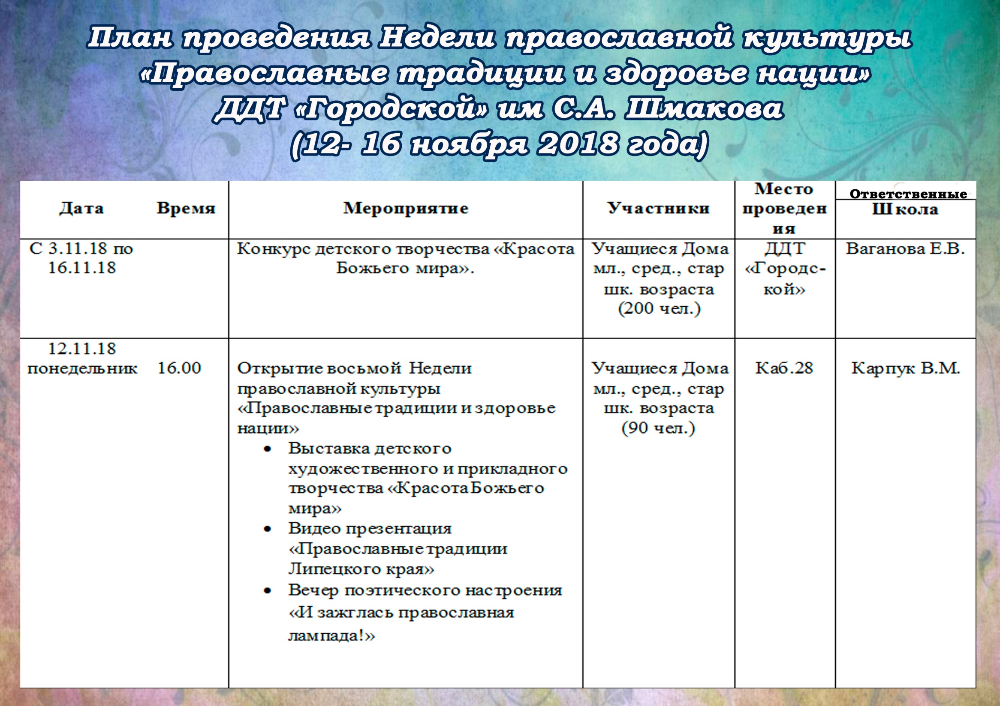 План проведения Недели православной культуры
«Православные традиции и здоровье нации»
ДДТ «Городской» им С.А. Шмакова
(12- 16 ноября 2018 года)
Дата
Время
Мероприятие
Участники
Место
проведен
ия
Ответственные
Школа
С 3.11.18 по
16.11.18
Конкурс детского творчества «Красота
Божьего мира».
Учащиеся Дома
мл., сред., стар
шк. возраста
(200 чел.)
ДДТ
«Городс-
кой»
Ваганова Е.В.
12.11.18
понедельник
16.00
Открытие восьмой Недели
православной культуры
«Православные традиции и здоровье
нации»
• Выставка детского
художественного и прикладного
творчества «Красота Божьего
мира»
• Видео презентация
«Православные традиции
Липецкого края»
• Вечер поэтического настроения
«И зажглась православная
лампада!»
Учащиеся Дома
мл., сред., стар
шк. возраста
(90 чел.)
Каб.28
Карпук В.М.